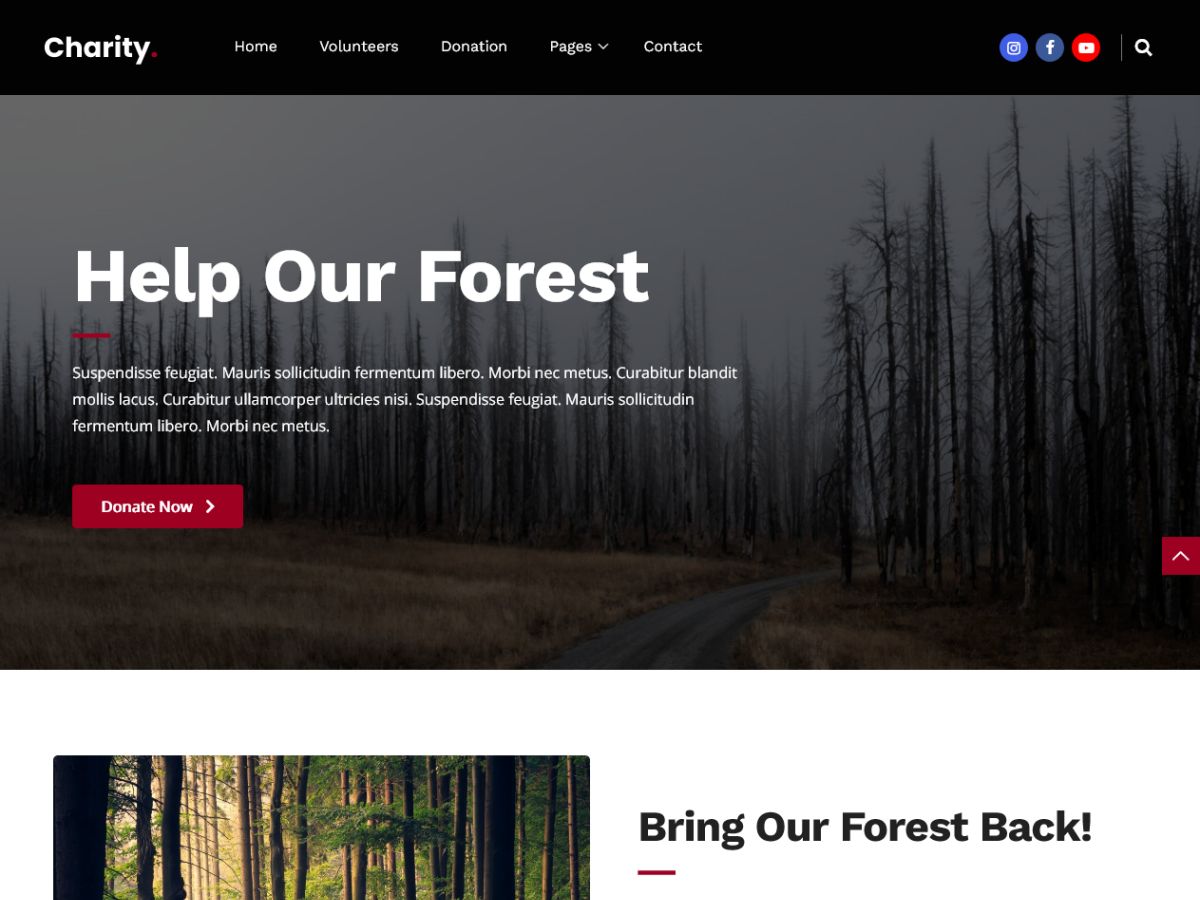 Charity.
Home
Volunteers
Donation
Pages
Contact
Help Our Forest
Suspendisse feugiat. Mauris sollicitudin fermentum libero. Morbi nec metus. Curabitur blandit
mollis lacus. Curabitur ullamcorper ultricies nisi. Suspendisse feugiat. Mauris sollicitudin
fermentum libero. Morbi nec metus.
Donate Now
Bring Our Forest Back!